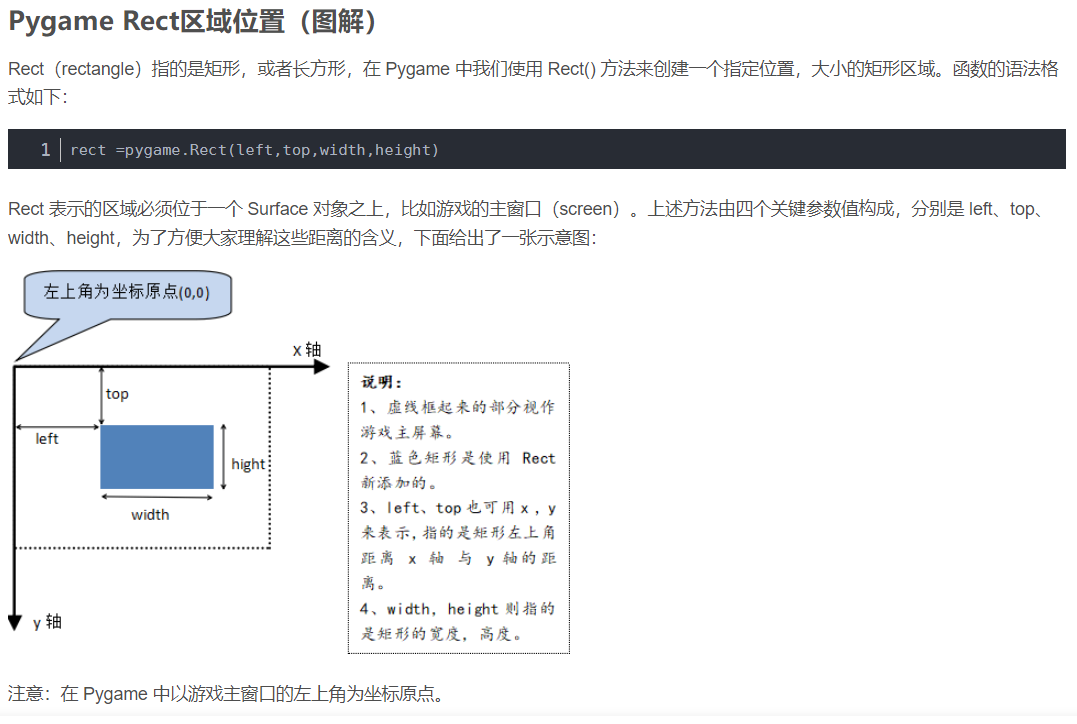 Pygame Rect区域位置（图解）
Rect（rectangle）指的是矩形，或者长方形，在 Pygame 中我们使用 Rect() 方法来创建一个指定位置，大小的矩形区域。函数的语法格
式如下：
1 rect =pygame.Rect(left,top,width,height)
Rect 表示的区域必须位于一个 Surface 对象之上，比如游戏的主窗口（screen）。上述方法由四个关键参数值构成，分别是 left、top、
width、height，为了方便大家理解这些距离的含义，下面给出了一张示意图：
左上角为坐标原点(0,0)
x 轴
top
left
hight
width
y 轴
说明：
1、虚线框起来的部分视作
游戏主屏幕。
2、蓝色矩形是使用 Rect
新添加的。
3、left、top 也可用 x , y
来表示,指的是矩形左上角
距离 x 轴 与 y 轴的距
离。
4、width, height 则指的
是矩形的宽度，高度。
注意：在 Pygame 中以游戏主窗口的左上角为坐标原点。